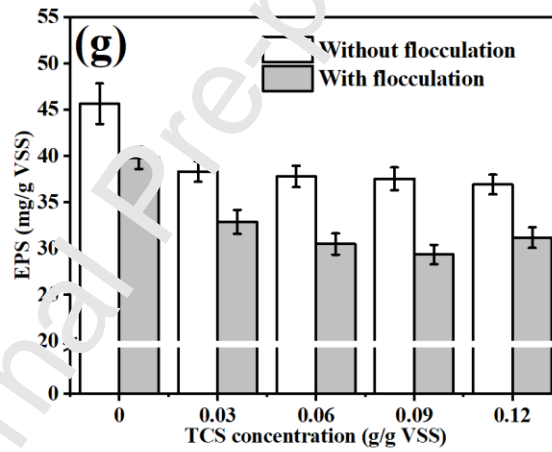 (g)
Without flocculation
With flocculation
EPS (mg/g VSS)
55
50
45
40
35
30
25
20
0
0 0.03 0.06 0.09 0.12
TCS concentration (g/g VSS)